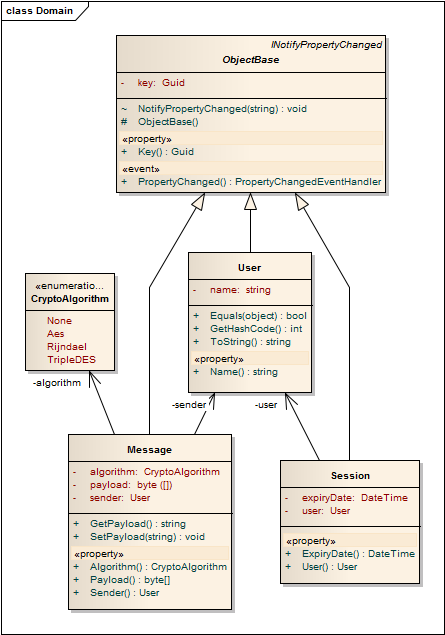 class Domain
INotifyPropertyChanged
ObjectBase
- key: Guid
~ NotifyPropertyChanged(string) : void
# ObjectBase()
«property»
+ Key() : Guid
«event»
+ PropertyChanged() : PropertyChangedEventHandler
«enumeratio...
CryptoAlgorithm
None
Aes
Rijndael
TripleDES
User
- name: string
+ Equals(object) : bool
+ GetHashCode() : int
+ ToString() : string
«property»
+ Name() : string
-algorithm
-sender
-user
Message
- algorithm: CryptoAlgorithm
- payload: byte ([])
- sender: User
+ GetPayload() : string
+ SetPayload(string) : void
«property»
+ Algorithm() : CryptoAlgorithm
+ Payload() : byte[]
+ Sender() : User
Session
- expiryDate: DateTime
- user: User
«property»
+ ExpiryDate() : DateTime
+ User() : User